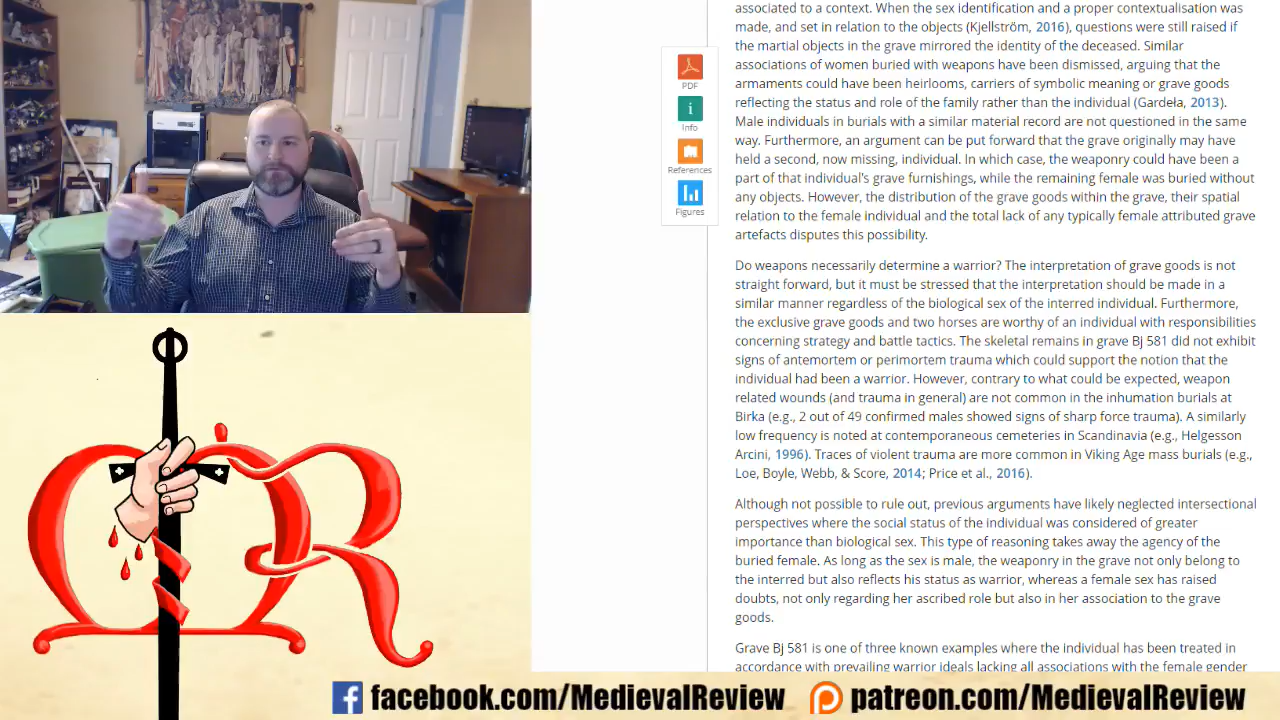 associated to a context. When the sex identification and a proper contextualisation was
made, and set in relation to the objects (Kjellström, 2016), questions were still raised if
the martial objects in the grave mirrored the identity of the deceased. Similar
associations of women buried with weapons have been dismissed, arguing that the
armaments could have been heirlooms, carriers of symbolic meaning or grave goods
reflecting the status and role of the family rather than the individual (Gardeła, 2013).
Male individuals in burials with a similar material record are not questioned in the same
way. Furthermore, an argument can be put forward that the grave originally may have
held a second, now missing, individual. In which case, the weaponry could have been a
part of that individual's grave furnishings, while the remaining female was buried without
any objects. However, the distribution of the grave goods within the grave, their spatial
relation to the female individual and the total lack of any typically female attributed grave
artefacts disputes this possibility.
Do weapons necessarily determine a warrior? The interpretation of grave goods is not
straight forward, but it must be stressed that the interpretation should be made in a
similar manner regardless of the biological sex of the interred individual. Furthermore,
the exclusive grave goods and two horses are worthy of an individual with responsibilities
concerning strategy and battle tactics. The skeletal remains in grave Bj 581 did not exhibit
signs of antemortem or perimortem trauma which could support the notion that the
individual had been a warrior. However, contrary to what could be expected, weapon
related wounds (and trauma in general) are not common in the inhumation burials at
Birka (e.g., 2 out of 49 confirmed males showed signs of sharp force trauma). A similarly
low frequency is noted at contemporaneous cemeteries in Scandinavia (e.g., Helgesson
Arcini, 1996). Traces of violent trauma are more common in Viking Age mass burials (e.g.,
Loe, Boyle, Webb, & Score, 2014; Price et al., 2016).
Although not possible to rule out, previous arguments have likely neglected intersectional
perspectives where the social status of the individual was considered of greater
importance than biological sex. This type of reasoning takes away the agency of the
buried female. As long as the sex is male, the weaponry in the grave not only belong to
the interred but also reflects his status as warrior, whereas a female sex has raised
doubts, not only regarding her ascribed role but also in her association to the grave
goods.
Grave Bj 581 is one of three known examples where the individual has been treated in
accordance with prevailing warrior ideals lacking all associations with the female gender
PDF
i
Info
References
Figures
MR
f facebook.com/MedievalReview
patreon.com/MedievalReview